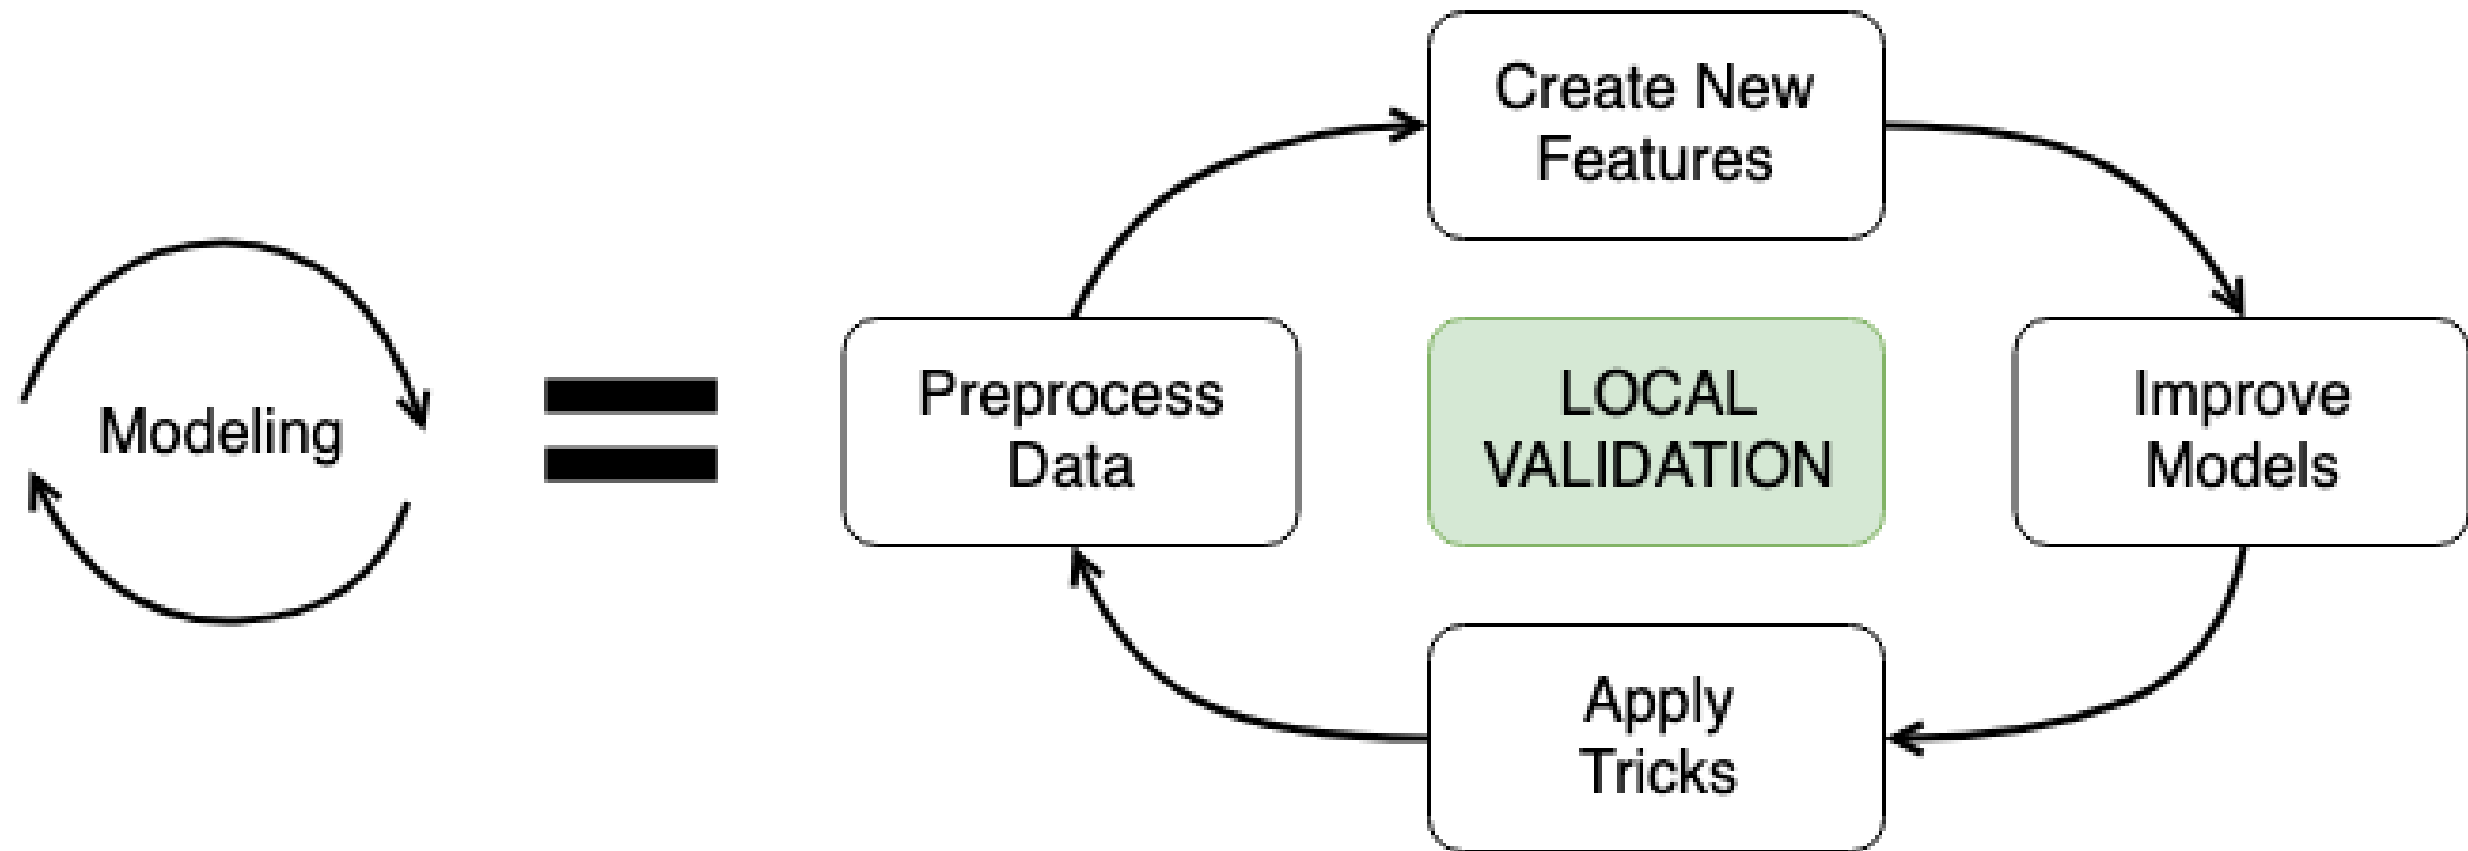 Modeling
Create New
Features
Preprocess
Data
LOCAL
VALIDATION
Improve
Models
Apply
Tricks